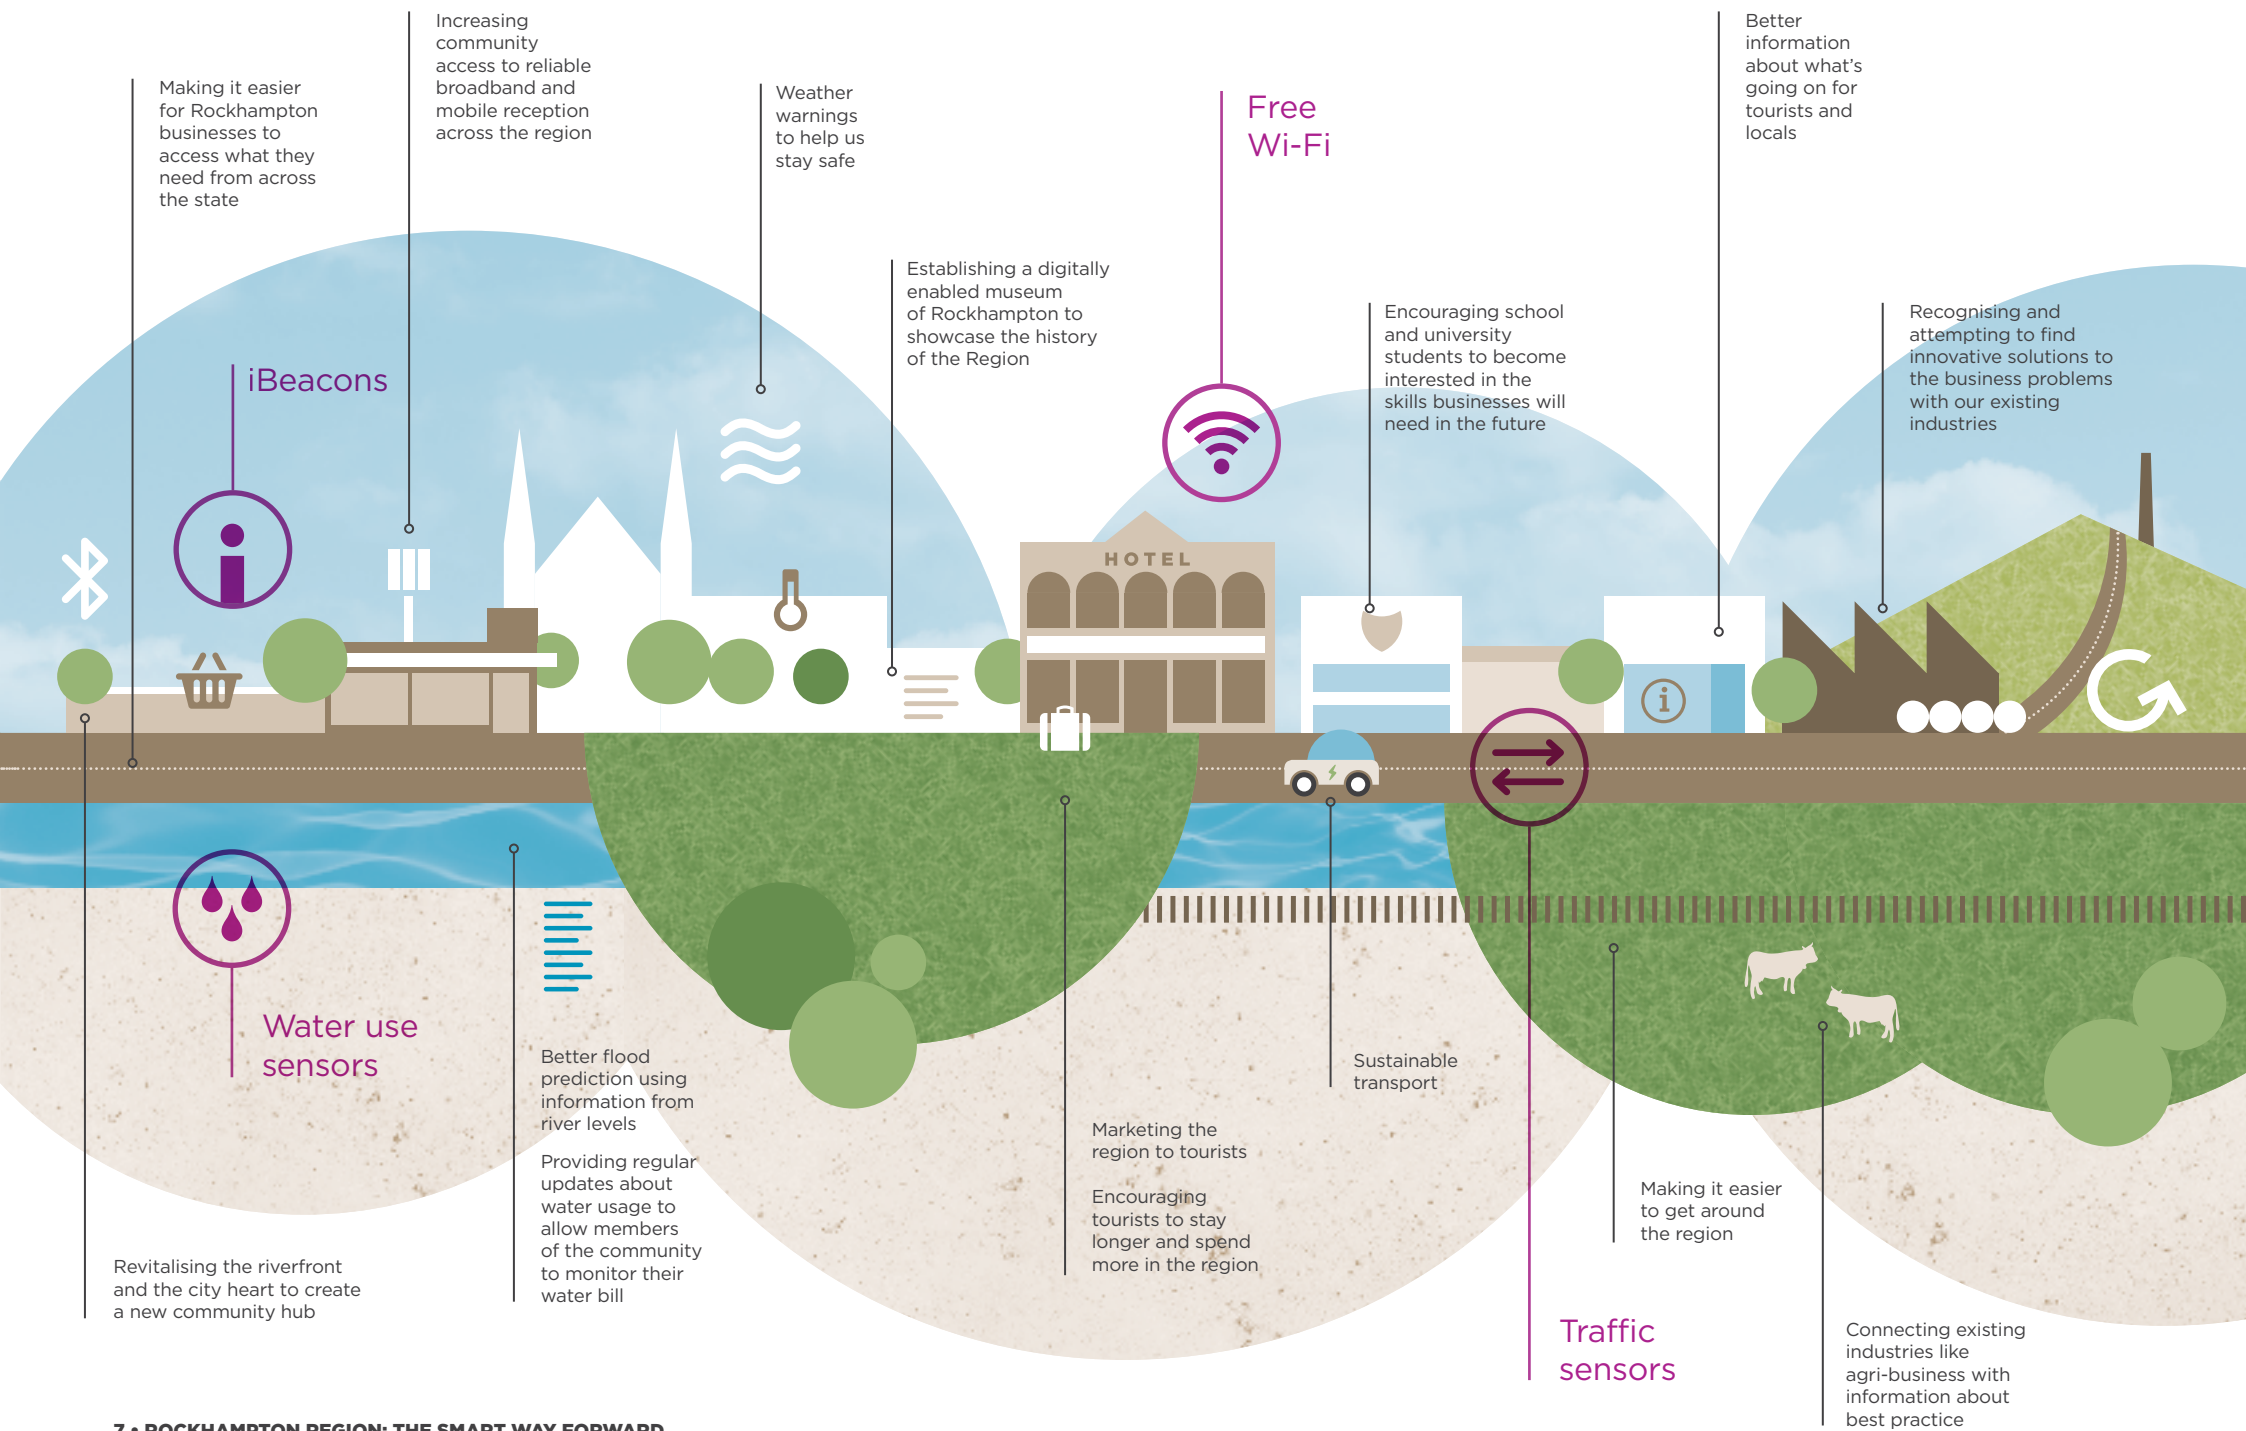 Increasing
community
access to reliable
broadband and
mobile reception
across the region
Better
information
about what's
going on for
tourists and
locals
Making it easier
for Rockhampton
businesses to
access what they
need from across
the state
Weather
warnings
to help us
stay safe
Free
Wi-Fi
Establishing a digitally
enabled museum
of Rockhampton to
showcase the history
of the Region
Encouraging school
and university
students to become
interested in the
skills businesses will
need in the future
Recognising and
attempting to find
innovative solutions to
the business problems
with our existing
industries
iBeacons
HOTEL
Water use
sensors
Better flood
prediction using
information from
river levels
Providing regular
updates about
water usage to
allow members
of the community
to monitor their
water bill
Sustainable
transport
Marketing the
region to tourists
Encouraging
tourists to stay
longer and spend
more in the region
Making it easier
to get around
the region
Revitalising the riverfront
and the city heart to create
a new community hub
Traffic
sensors
Connecting existing
industries like
agri-business with
information about
best practice
7 • ROCKHAMPTON REGION: THE SMART WAY FORWARD